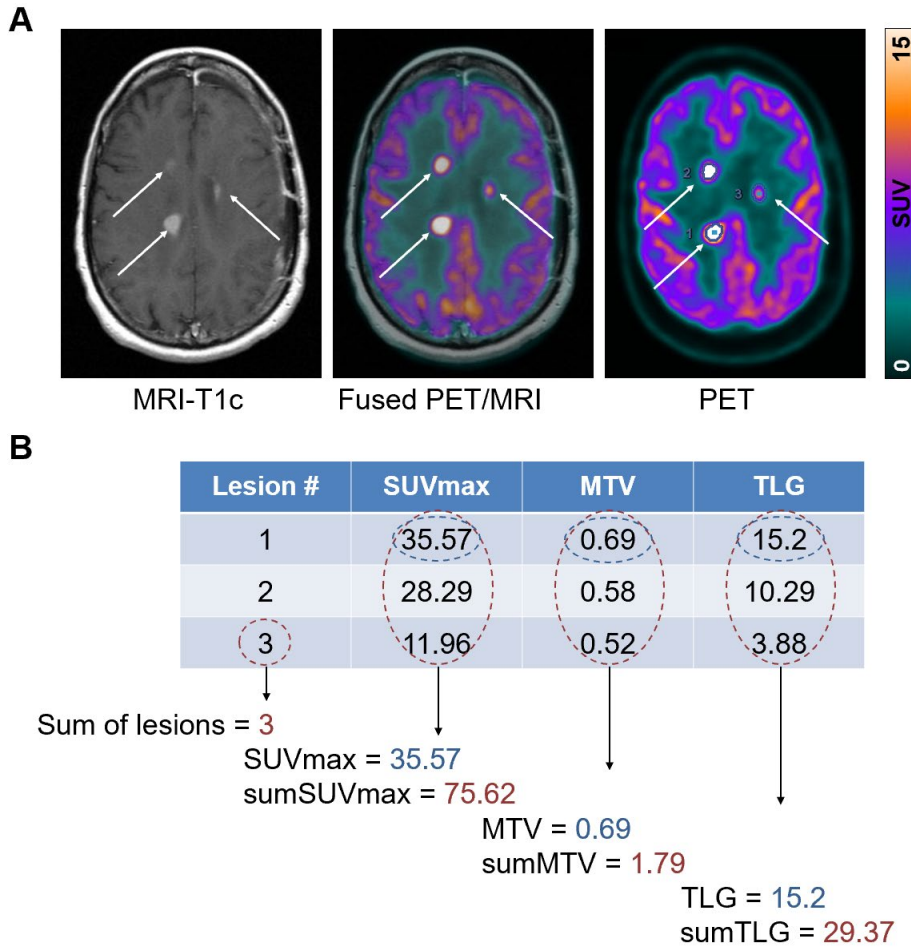 A
15
SUV
0
2
3
1
MRI-T1c
Fused PET/MRI
PET
B
Lesion # SUVmax MTV TLG
1 35.57 0.69 15.2
2 28.29 0.58 10.29
3 11.96 0.52 3.88
Sum of lesions = 3
SUVmax = 35.57
sumSUVmax = 75.62
MTV = 0.69
sumMTV = 1.79
TLG = 15.2
sumTLG = 29.37